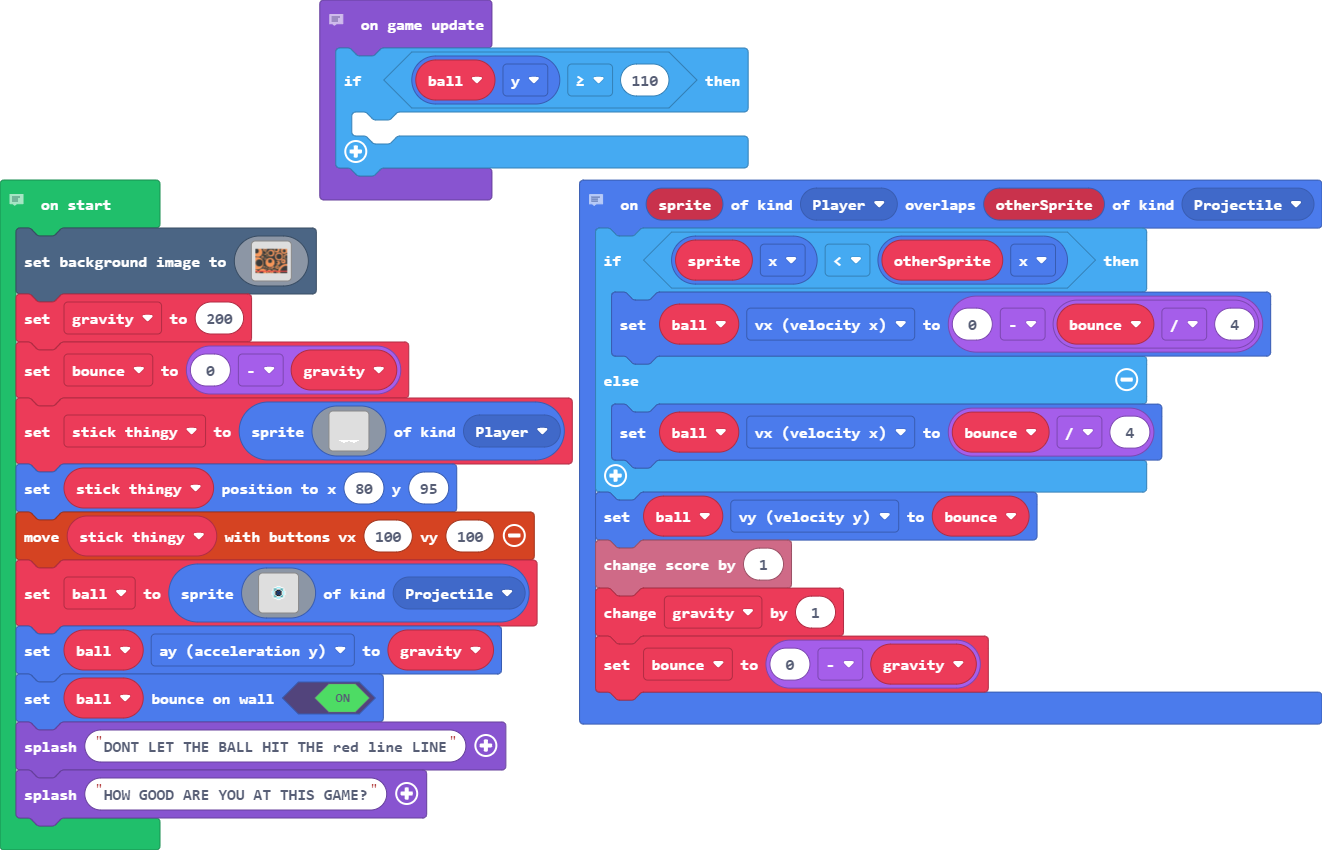 on game update
if ball y ≥ 110 then
on start
set background image to
set gravity to 200
set bounce to 0 - gravity
set stick thingy to sprite of kind Player
set stick thingy position to x 80 y 95
move stick thingy with buttons vx 100 vy 100
set ball to sprite of kind Projectile
set ball ay (acceleration y) to gravity
set ball bounce on wall ON
splash "DONT LET THE BALL HIT THE red line LINE"
splash "HOW GOOD ARE YOU AT THIS GAME?"
on sprite of kind Player overlaps otherSprite of kind Projectile
if sprite x < otherSprite x then
set ball vx (velocity x) to 0 - bounce / 4
else
set ball vx (velocity x) to bounce / 4
set ball vy (velocity y) to bounce
change score by 1
change gravity by 1
set bounce to 0 - gravity